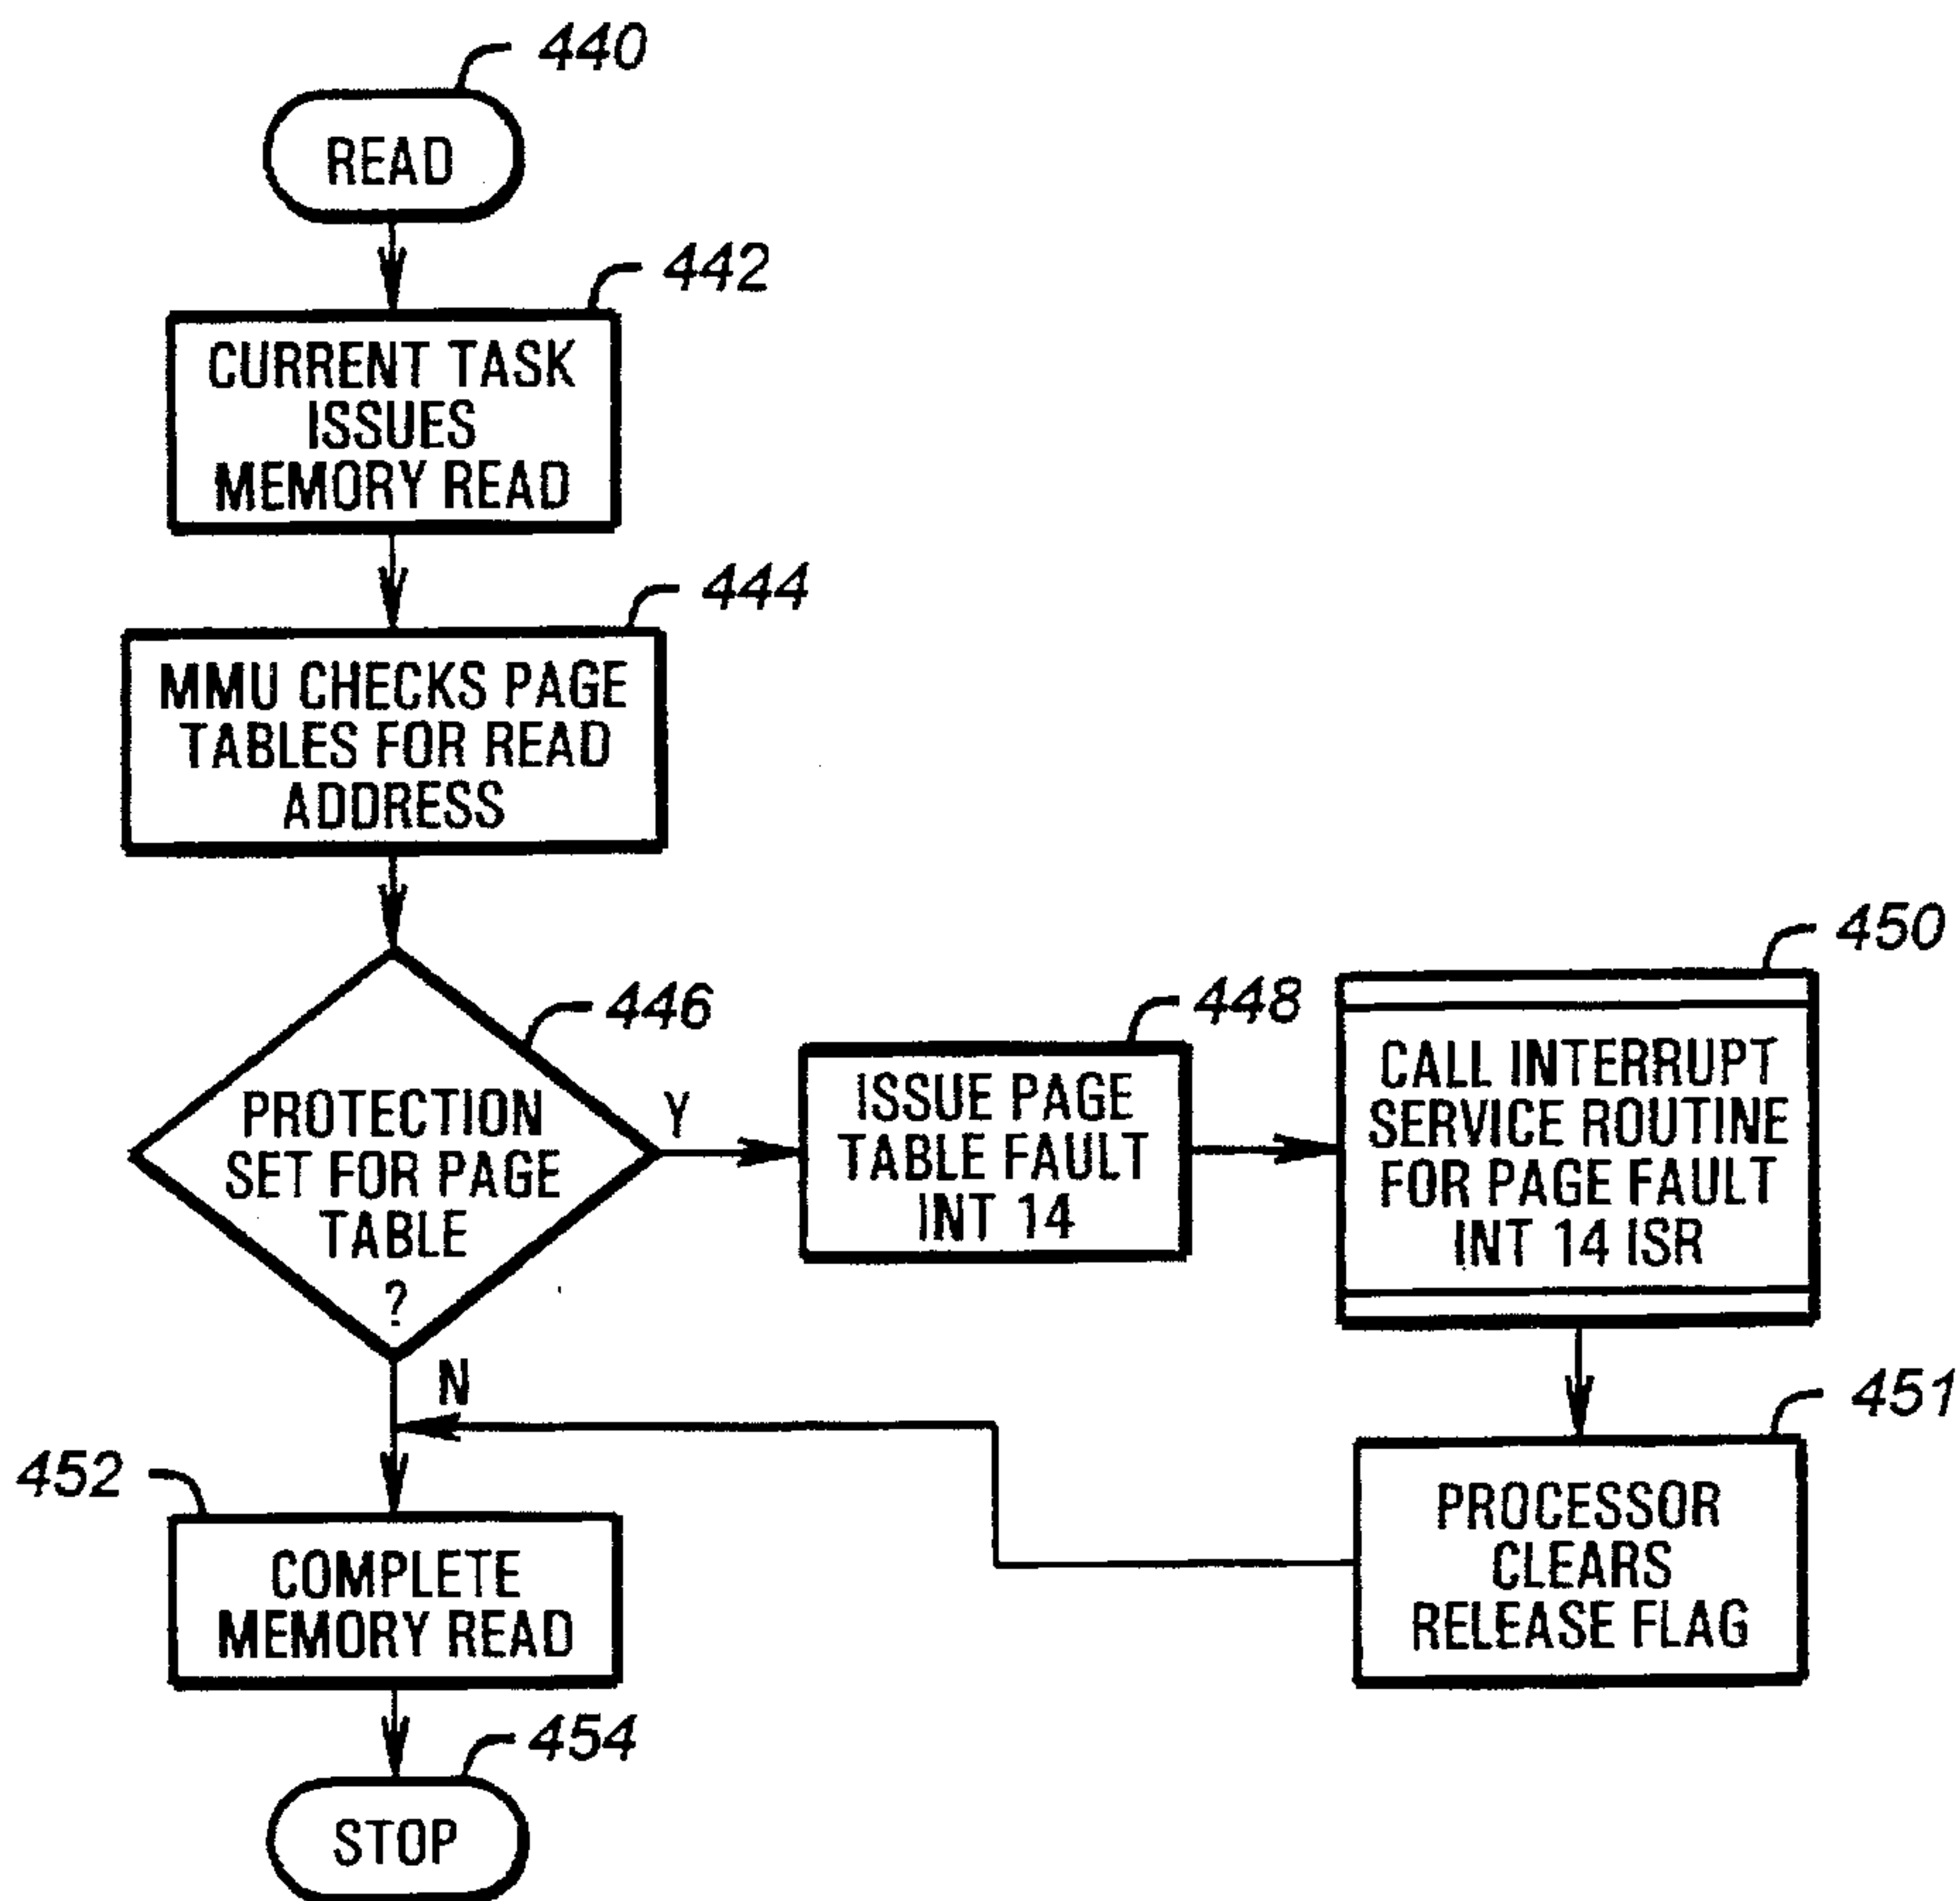 440
READ
442
CURRENT TASK
ISSUES
MEMORY READ
444
MMU CHECKS PAGE
TABLES FOR READ
ADDRESS
446
PROTECTION
SET FOR PAGE
TABLE
?
Y
N
448
ISSUE PAGE
TABLE FAULT
INT 14
450
CALL INTERRUPT
SERVICE ROUTINE
FOR PAGE FAULT
INT 14 ISR
451
PROCESSOR
CLEARS
RELEASE FLAG
452
COMPLETE
MEMORY READ
454
STOP